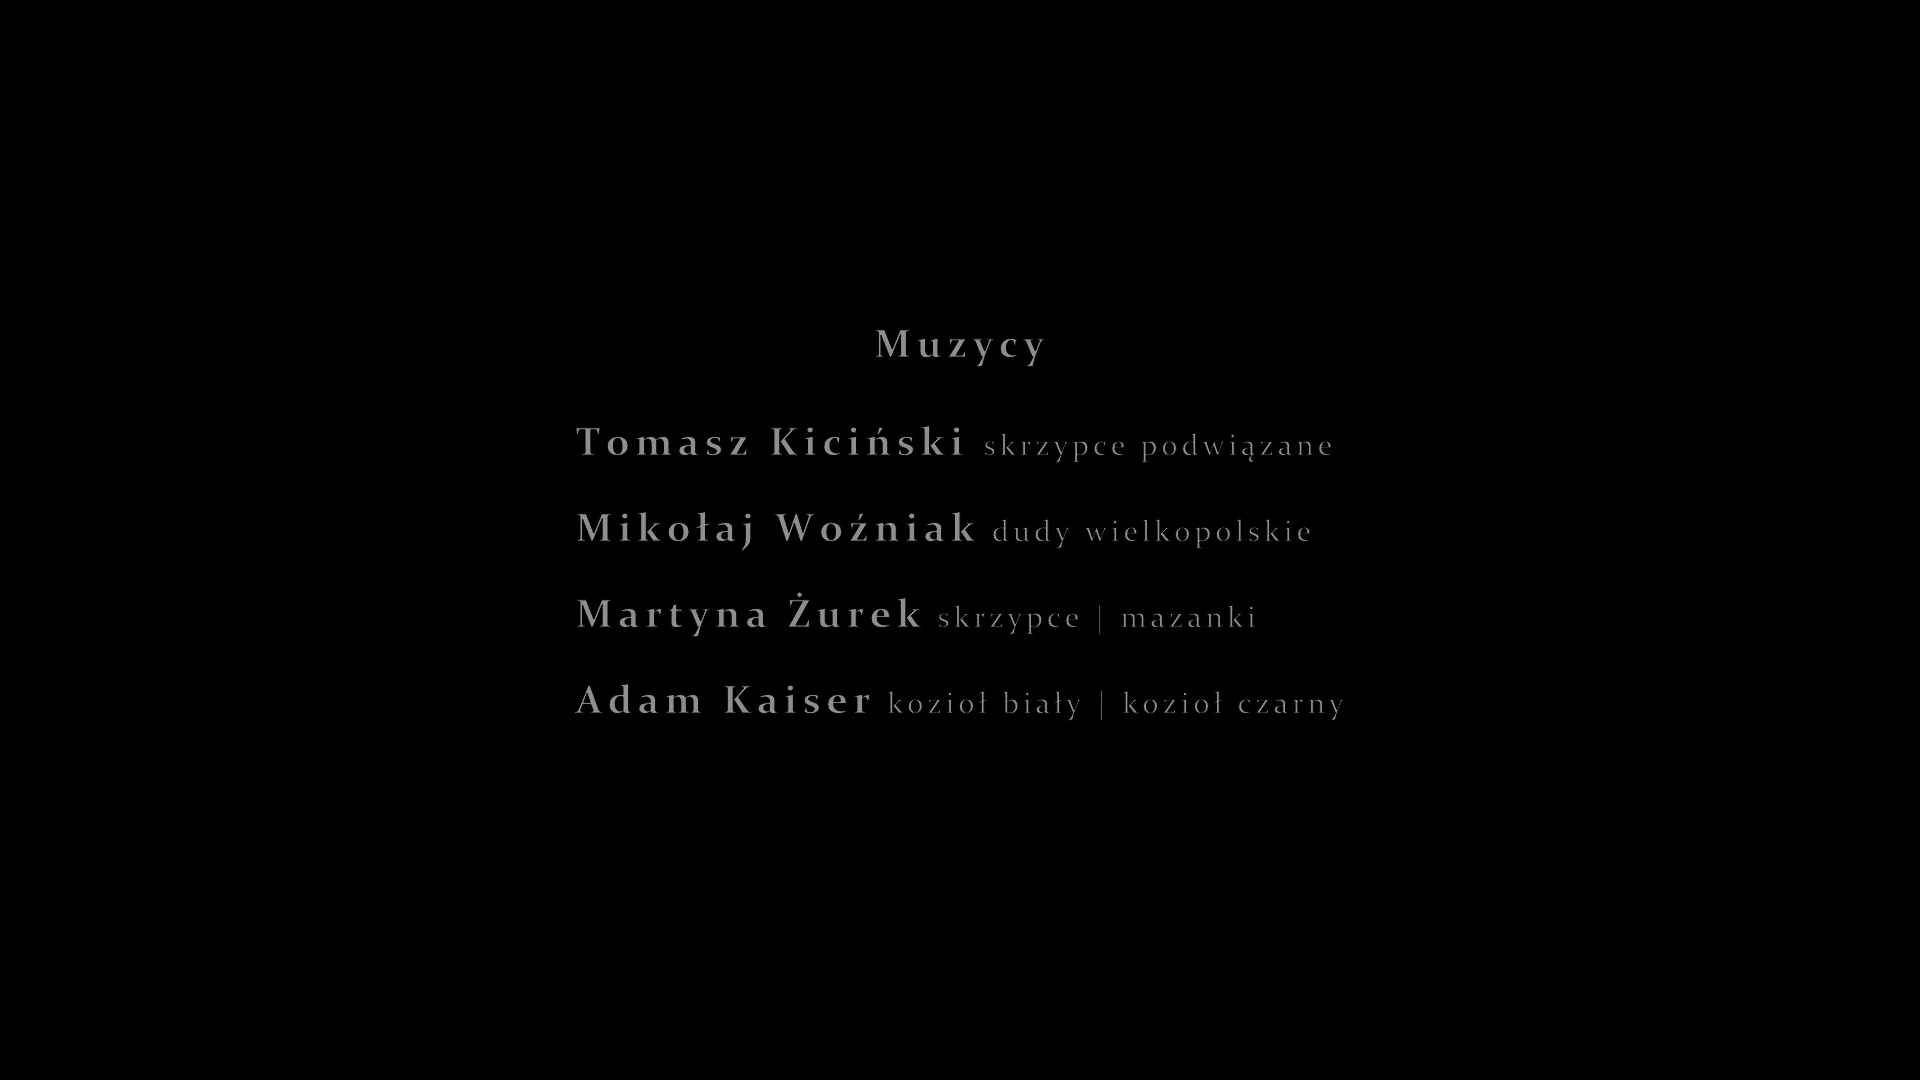 Muzycy
Tomasz Kiciński skrzypce podwiązane
Mikołaj Woźniak dudy wielkopolskie
Martyna Żurek skrzypce | mazanki
Adam Kaiser kozioł biały | kozioł czarny